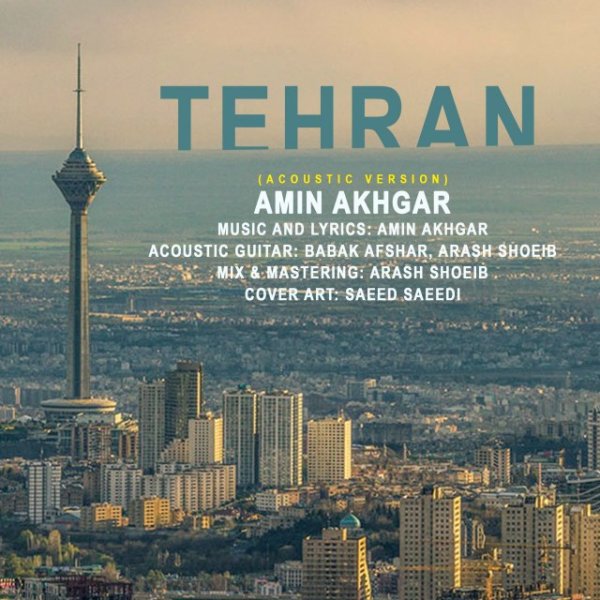 TEHRAN
(ACOUSTIC VERSION)
AMIN AKHGAR
MUSIC AND LYRICS: AMIN AKHGAR
ACOUSTIC GUITAR: BABAK AFSHAR, ARASH SHOEIB
MIX & MASTERING: ARASH SHOEIB
COVER ART: SAEED SAEEDI